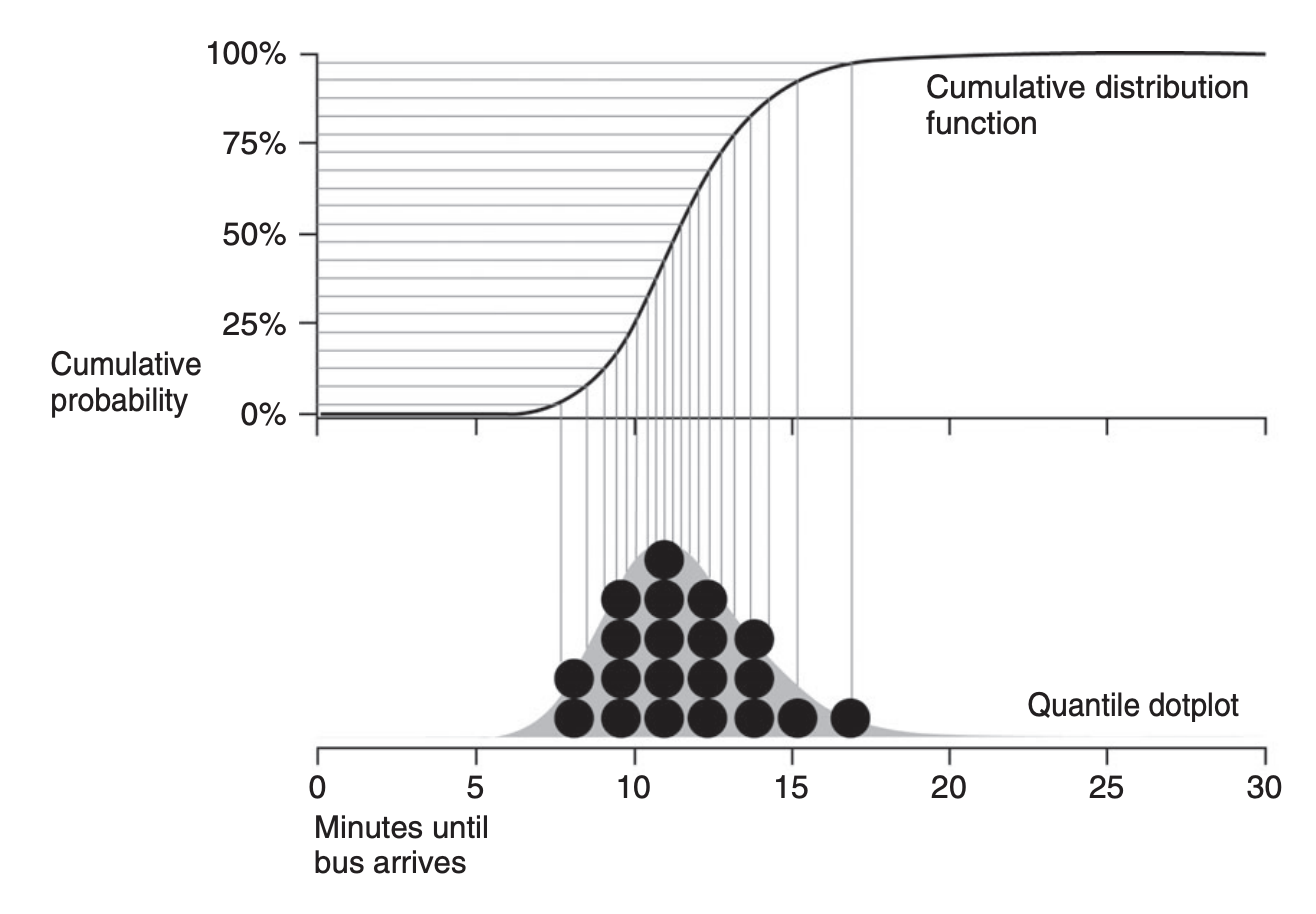 100%
Cumulative distribution
function
75%
50%
25%
Cumulative
probability
0%
Quantile dotplot
0 5 10 15 20 25 30
Minutes until
bus arrives